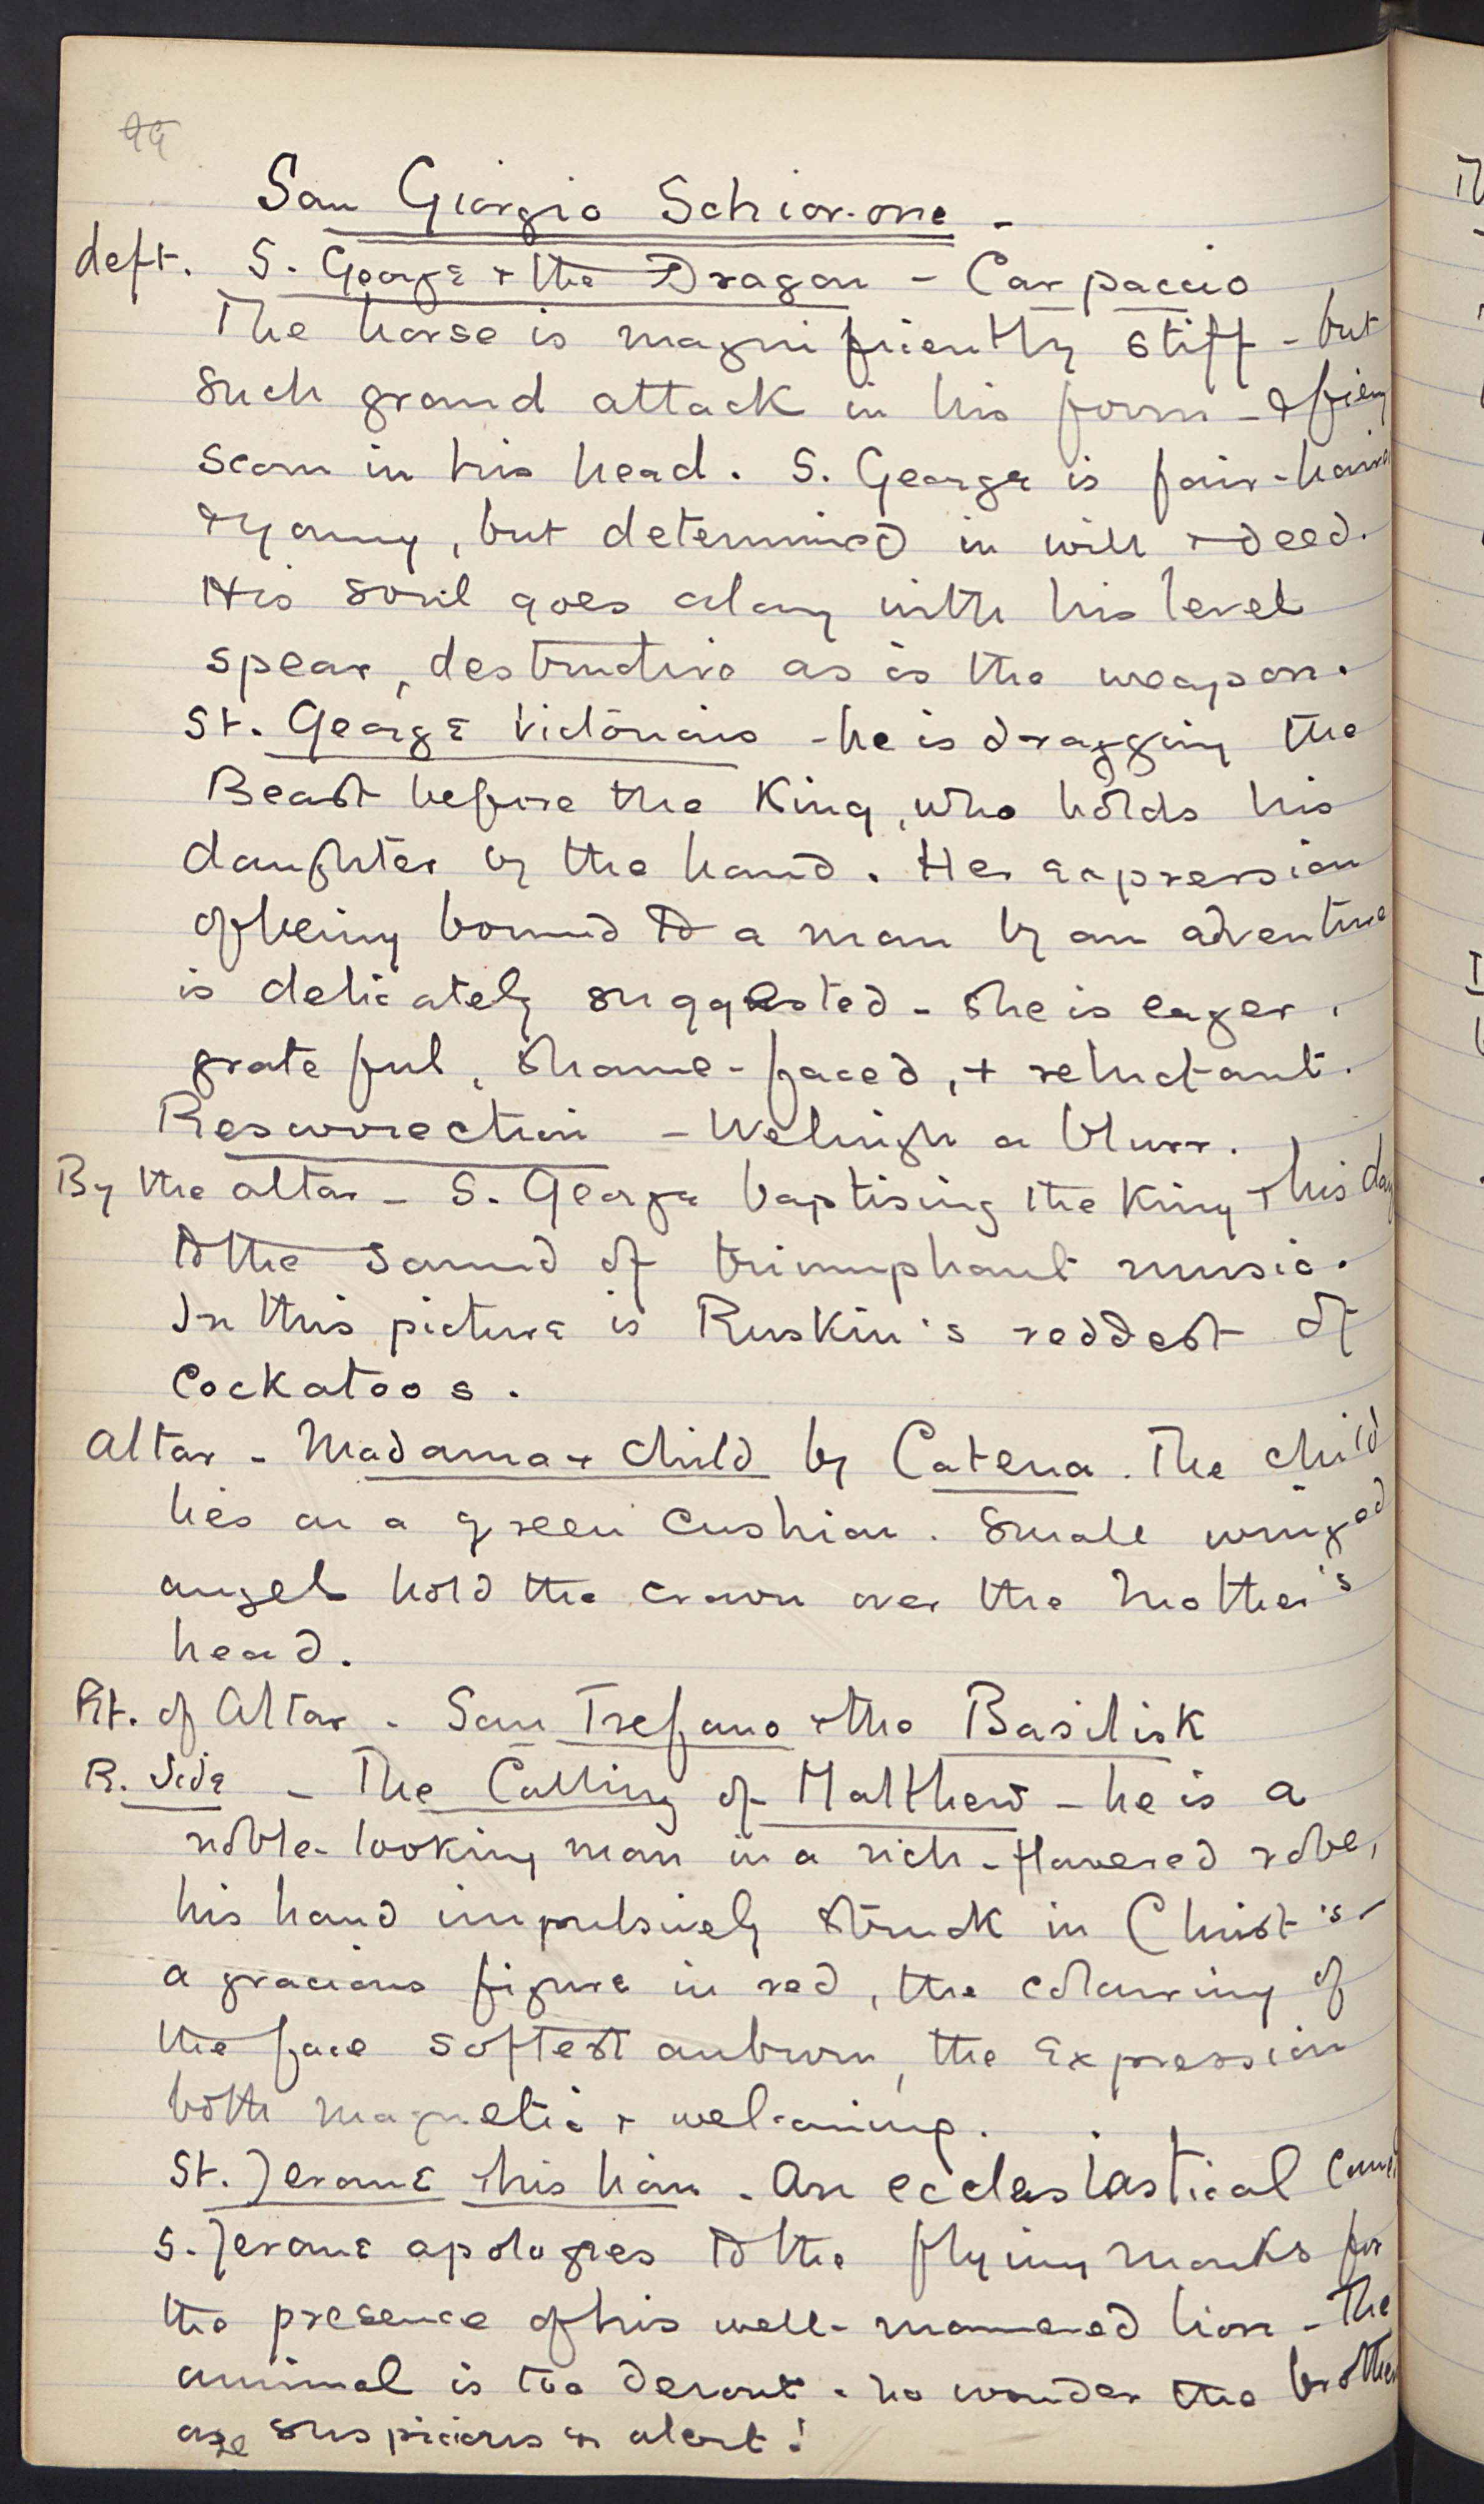 99
San Giorgio Schiavone -
Left. S. George & the Dragon - Carpaccio
The horse is magnificently stiff - but
such grand attack in his form - & fiery
scorn in his head. S. George is fair-haired
& young, but determined in will & deed.
His soul goes along with his level
spear, destructive as is the weapon.
St. George Victorious - he is dragging the
Beast before the King, who holds his
daughter by the hand. Her expression
of being bound to a man by an adventure
is delicately suggested - she is eager,
grateful, shame-faced, & reluctant.
Resurrection - Welnigh a blurr.
By the altar - S. George baptising the King & his
to the sound of triumphant music.
In this picture is Ruskin's reddest of
Cockatoos.
Altar - Madonna & Child by Catena. The child
lies on a green cushion. Small winged
angels hold the crown over the Mother's
head.
Rt. of Altar - San Trefano & the Basilisk
R. Side - The Calling of Matthew - he is a
noble-looking man in a rich-flowered robe,
his hand impulsively struck in Christ's -
a gracious figure in red, the colouring of
the face softest auburn, the expression
both magnetic & welcoming.
St. Jerome & his lion. An ecclesiastical
S. Jerome apologies to the flying monks for
the presence of his well-mannered lion - The
animal is too devout - no wonder the brothers
are suspicious & alert!